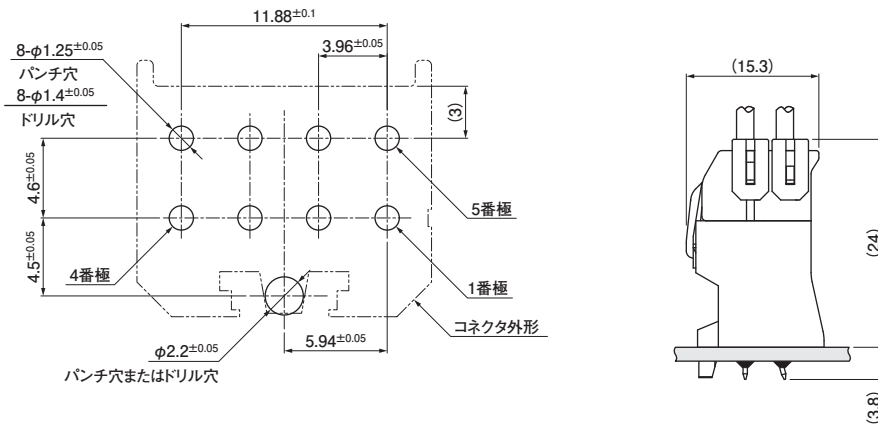 11.88±0.1
3.96±0.05
8-φ1.25±0.05
パンチ穴
8-φ1.4±0.05
ドリル穴
(3)
4.6±0.05
4.5±0.05
5番極
4番極
1番極
コネクタ外形
φ2.2±0.05
パンチ穴またはドリル穴
5.94±0.05
(15.3)
(24)
(3.8)